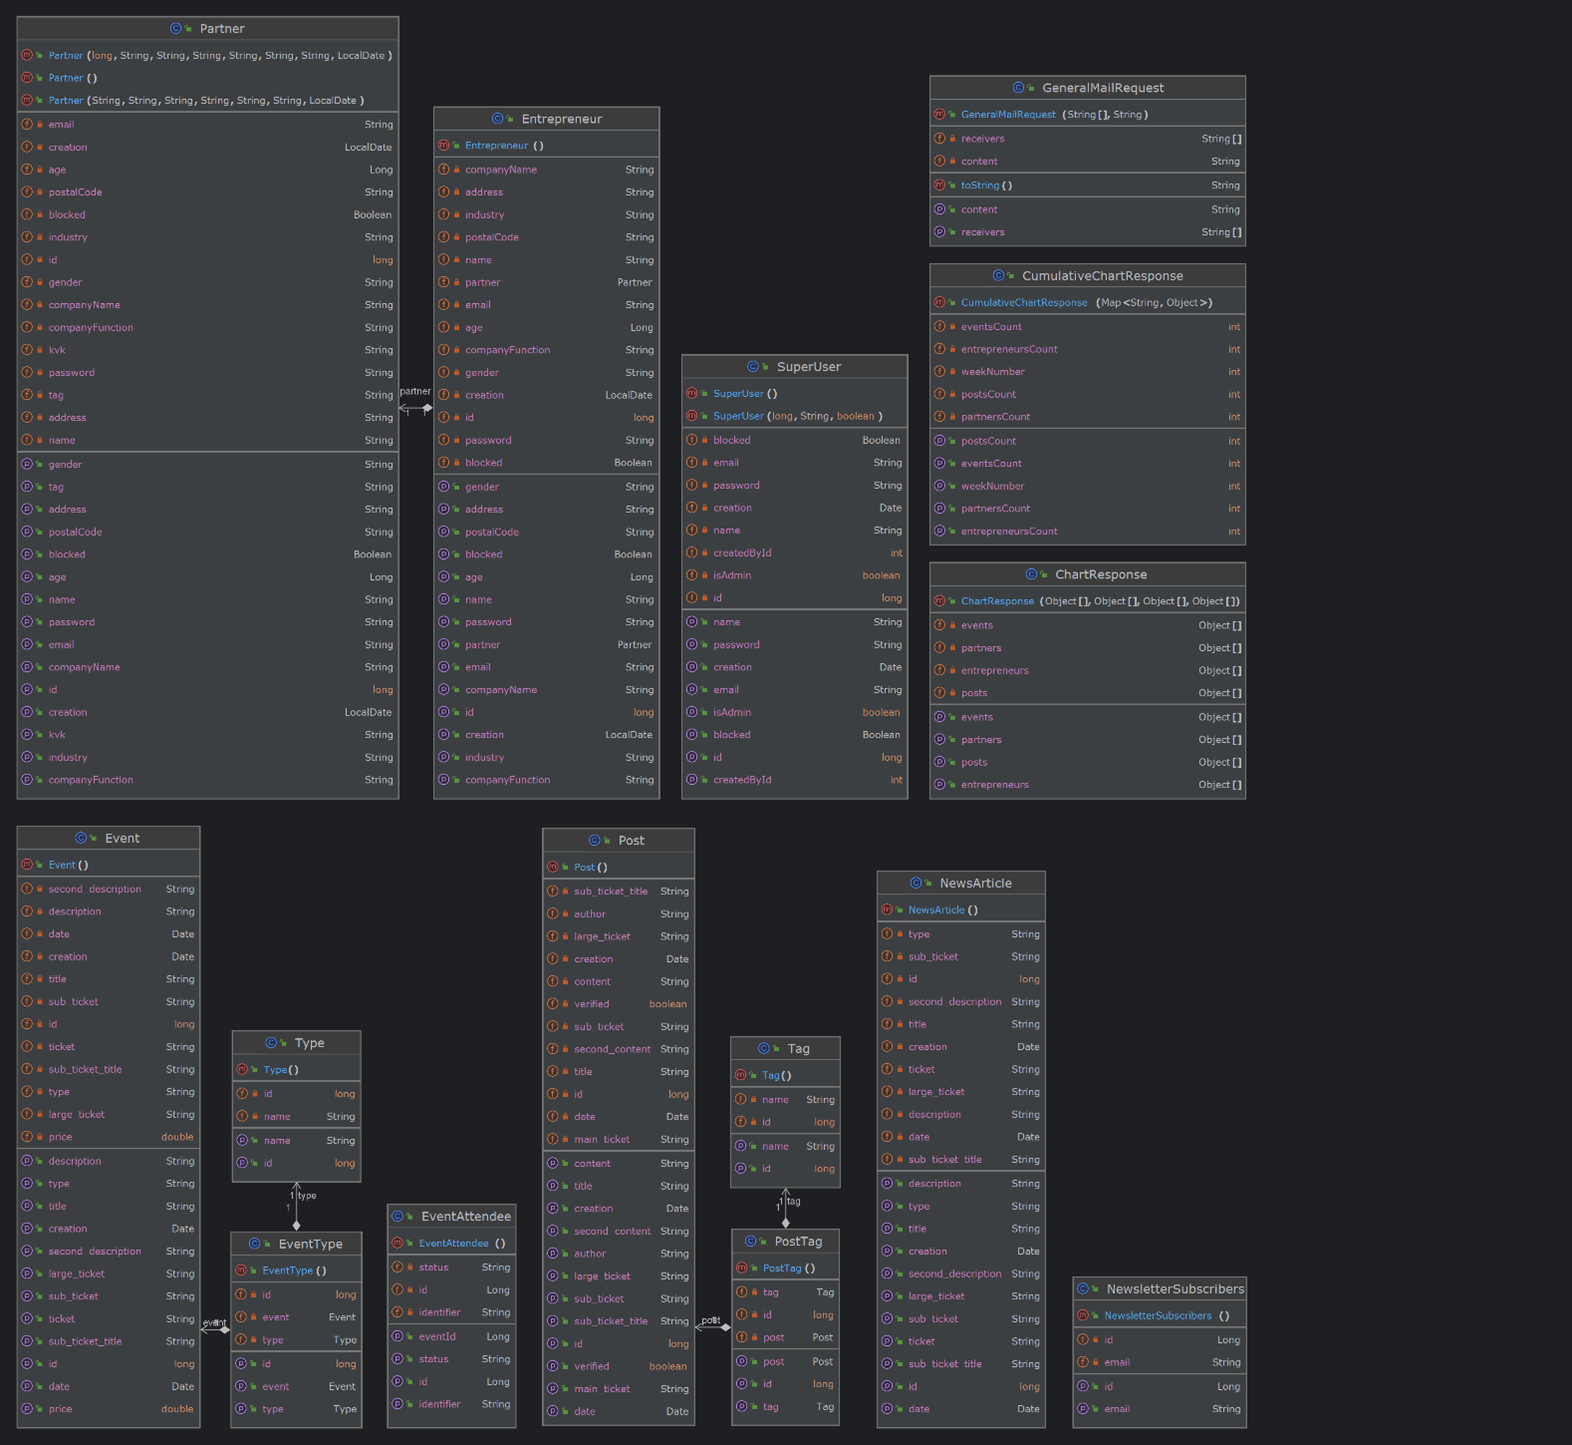 Partner
Partner (long, String, String, String, String, String, String, LocalDate)
Partner ()
Partner (String, String, String, String, String, String, LocalDate)
email String
creation LocalDate
age Long
postalCode String
blocked Boolean
industry String
id long
gender String
companyName String
companyFunction String
kvk String
password String
tag String
address String
name String
gender String
tag String
address String
postalCode String
blocked Boolean
age Long
name String
password String
email String
companyName String
id long
creation LocalDate
kvk String
industry String
companyFunction String
partner
1 1
Entrepreneur
Entrepreneur ()
companyName String
address String
industry String
postalCode String
name String
partner Partner
email String
age Long
companyFunction String
gender String
creation LocalDate
id long
password String
blocked Boolean
gender String
address String
postalCode String
blocked Boolean
age Long
name String
password String
partner Partner
email String
companyName String
id long
creation LocalDate
industry String
companyFunction String
SuperUser
SuperUser ()
SuperUser (long, String, boolean)
blocked Boolean
email String
password String
creation Date
name String
createdById int
isAdmin boolean
id long
name String
password String
creation Date
email String
isAdmin boolean
blocked Boolean
id long
createdById int
GeneralMailRequest
GeneralMailRequest (String[], String)
receivers String[]
content String
toString() String
content String
receivers String[]
CumulativeChartResponse
CumulativeChartResponse (Map<String, Object>)
eventsCount int
entrepreneursCount int
weekNumber int
postsCount int
partnersCount int
postsCount int
eventsCount int
weekNumber int
partnersCount int
entrepreneursCount int
ChartResponse
ChartResponse (Object[], Object[], Object[], Object[])
events Object[]
partners Object[]
entrepreneurs Object[]
posts Object[]
events Object[]
partners Object[]
posts Object[]
entrepreneurs Object[]
Event
Event()
second_description String
description String
date Date
creation Date
title String
sub_ticket String
id long
ticket String
sub_ticket_title String
type String
large_ticket String
price double
description String
type String
title String
creation Date
second_description String
large_ticket String
sub_ticket String
ticket String
sub_ticket_title String
id long
date Date
price double
Type
Type()
id long
name String
name String
id long
1 type
1
event
EventType
EventType()
id long
event Event
type Type
id long
event Event
type Type
EventAttendee
EventAttendee ()
status String
id Long
identifier String
eventId Long
status String
id Long
identifier String
Post
Post()
sub_ticket_title String
author String
large_ticket String
creation Date
content String
verified boolean
sub_ticket String
second_content String
title String
id long
date Date
main_ticket String
content String
title String
creation Date
second_content String
author String
large_ticket String
sub_ticket String
sub_ticket_title String
id long
verified boolean
main_ticket String
date Date
Tag
Tag()
name String
id long
name String
id long
1 tag
1
post
PostTag
PostTag()
tag Tag
id long
post Post
post Post
id long
tag Tag
NewsArticle
NewsArticle()
type String
sub_ticket String
id long
second_description String
title String
creation Date
ticket String
large_ticket String
description String
date Date
sub_ticket_title String
description String
type String
title String
creation Date
second_description String
large_ticket String
sub_ticket String
ticket String
sub_ticket_title String
id long
date Date
NewsletterSubscribers
NewsletterSubscribers ()
id Long
email String
id Long
email String